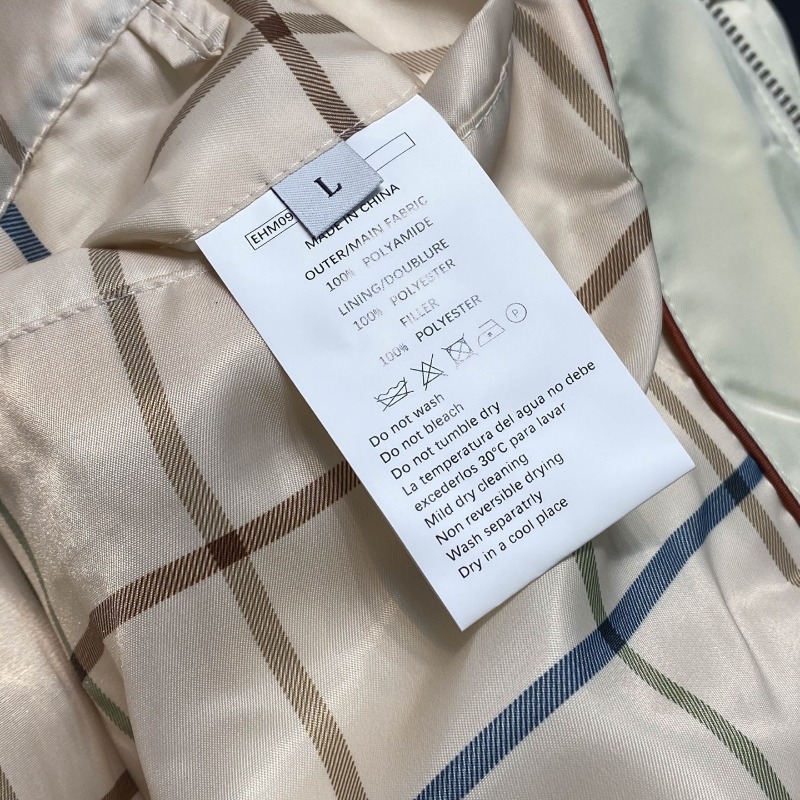 L
EHM09
MADE IN CHINA
OUTER/MAIN FABRIC
100% POLYAMIDE
LINING/DOUBLURE
100% POLYESTER
FILLER
100% POLYESTER
P
Do not wash
Do not bleach
Do not tumble dry
La temperatura del agua no debe
excederlos 30°C para lavar
Mild dry cleaning
Non reversible drying
Wash separatrly
Dry in a cool place